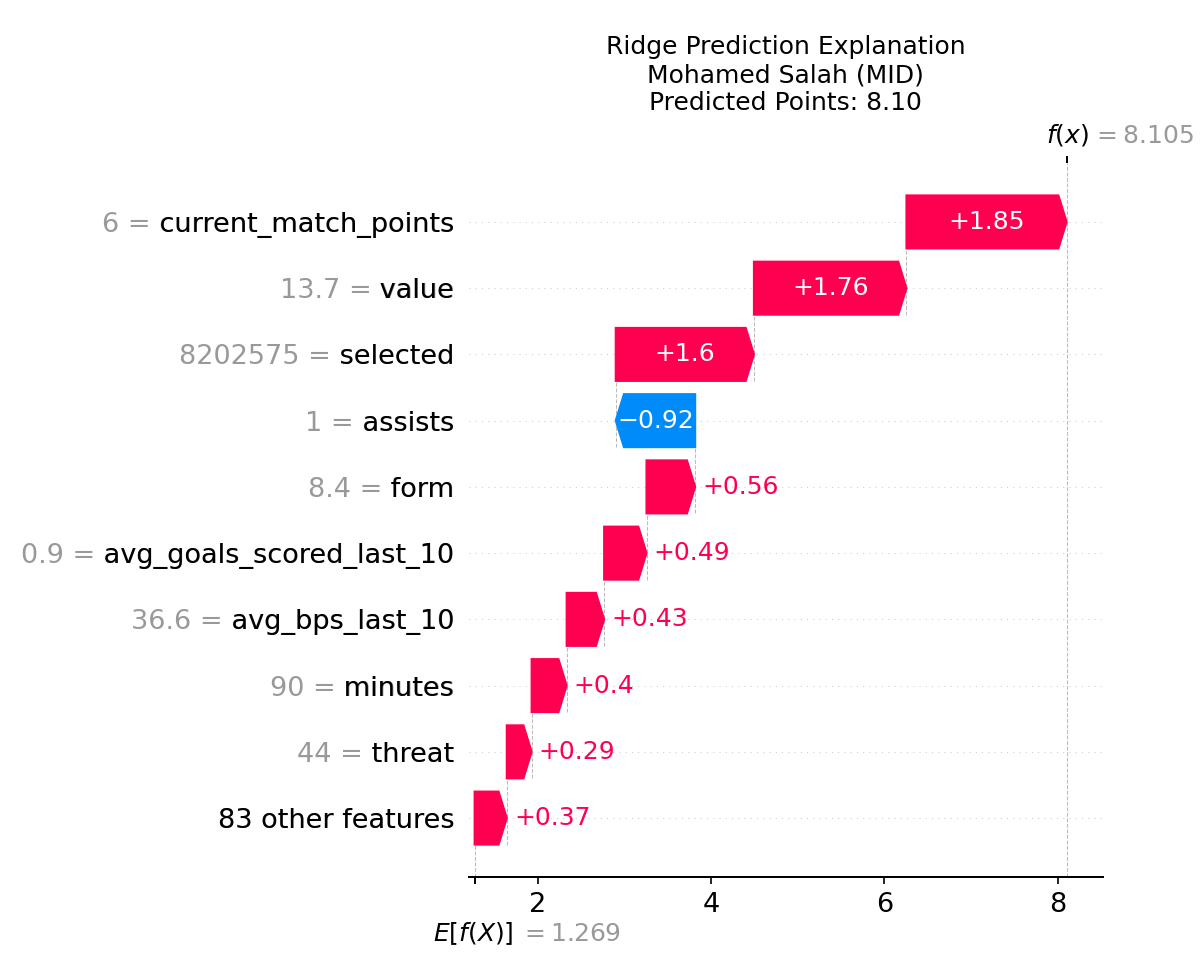 Ridge Prediction Explanation
Mohamed Salah (MID)
Predicted Points: 8.10
f(x) = 8.105
6 = current_match_points
+1.85
13.7 = value
+1.76
8202575 = selected
+1.6
1 = assists
−0.92
8.4 = form
+0.56
0.9 = avg_goals_scored_last_10
+0.49
36.6 = avg_bps_last_10
+0.43
90 = minutes
+0.4
44 = threat
+0.29
83 other features
+0.37
2 4 6 8
E[f(X)] = 1.269